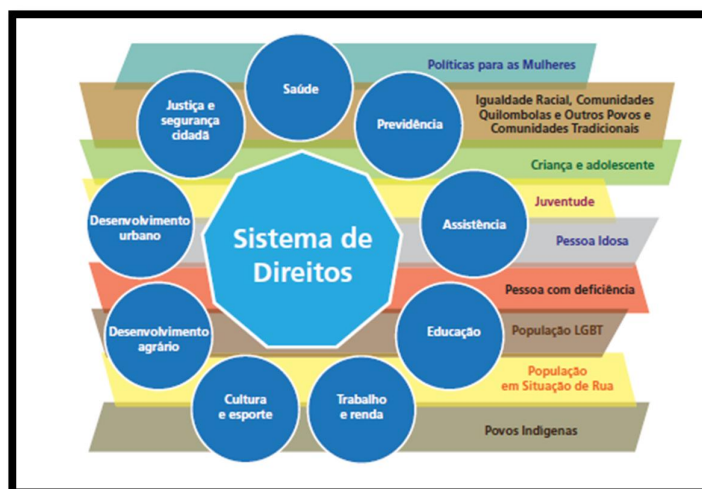 Políticas para as Mulheres
Saúde
Justiça e
segurança
cidadã
Previdência
Igualdade Racial, Comunidades
Quilombolas e Outros Povos e
Comunidades Tradicionais
Criança e adolescente
Juventude
Desenvolvimento
urbano
Sistema de
Direitos
Assistência
Pessoa Idosa
Pessoa com deficiência
Desenvolvimento
agrário
Educação
População LGBT
População
em Situação de Rua
Cultura
e esporte
Trabalho
e renda
Povos Indígenas